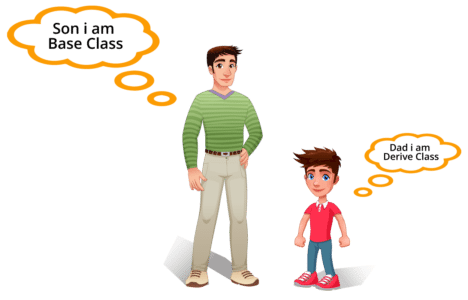 Son i am
Base Class
Dad i am
Derive Class